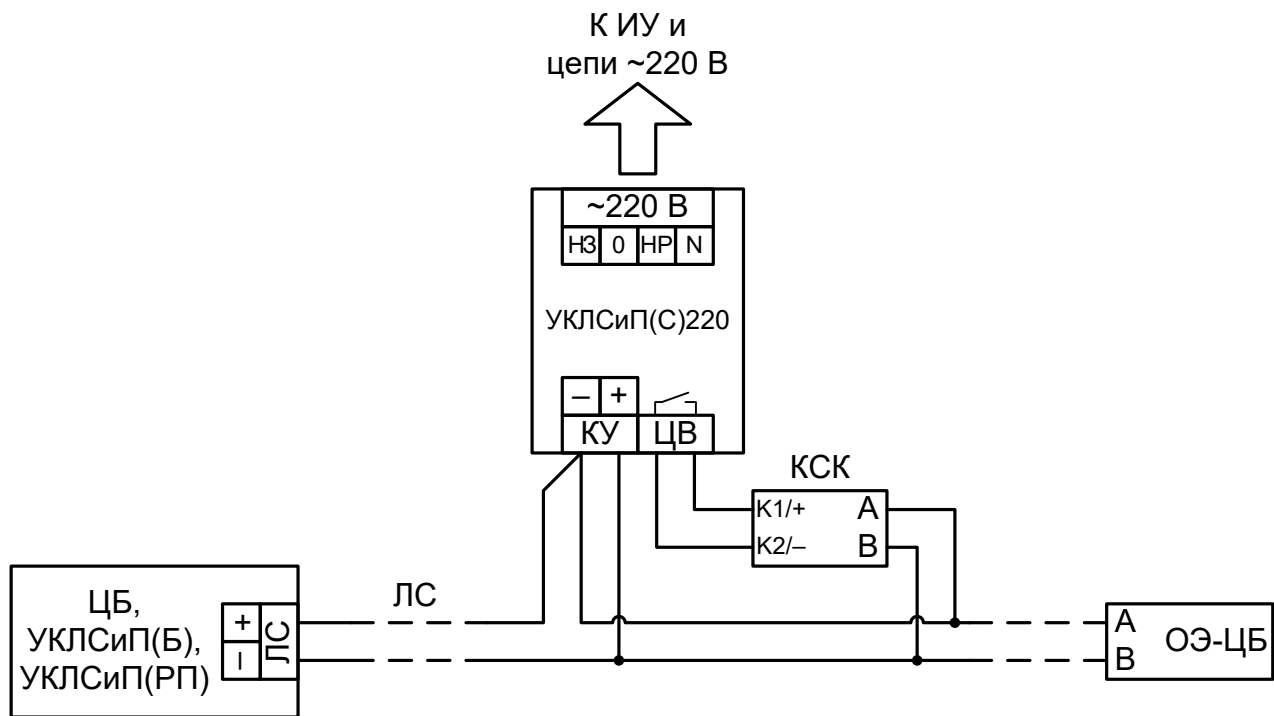 К ИУ и
цепи ~220 В
~220 В
НЗ 0 НР N
УКЛСиП(С)220
– +
КУ ЦВ
КСК
К1/+ А
К2/– В
ЦБ,
УКЛСиП(Б),
УКЛСиП(РП)
+
–
ЛС
ЛС
А
В
ОЭ-ЦБ